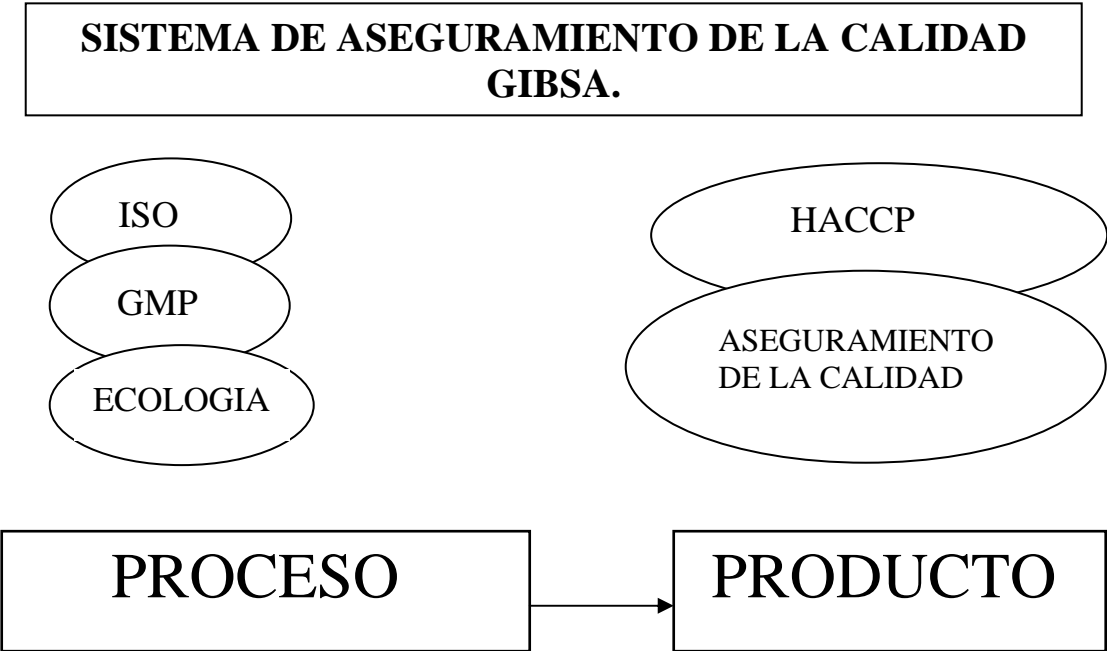 SISTEMA DE ASEGURAMIENTO DE LA CALIDAD
GIBSA.
ISO
GMP
ECOLOGIA
HACCP
ASEGURAMIENTO
DE LA CALIDAD
PROCESO
PRODUCTO